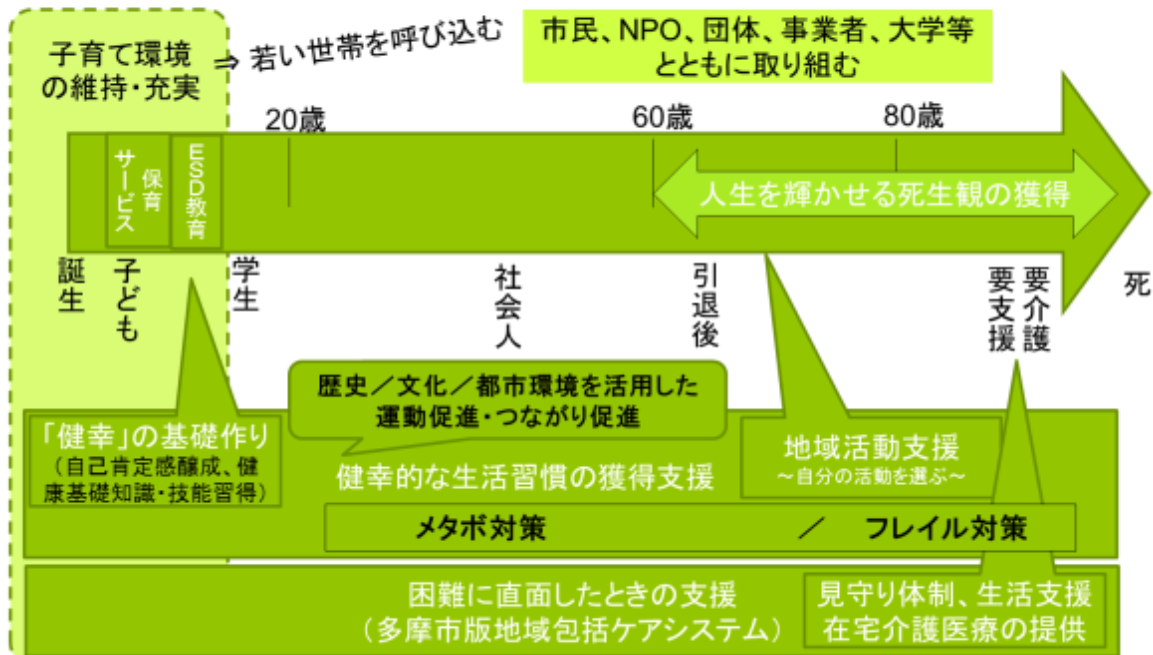 子育て環境
の維持・充実
⇒ 若い世帯を呼び込む
市民、NPO、団体、事業者、大学等
とともに取り組む
20歳
60歳
80歳
保育
サービス
ESD教育
人生を輝かせる死生観の獲得
誕生
子ども
学生
社会人
引退後
要介護
要支援
死
歴史／文化／都市環境を活用した
運動促進・つながり促進
「健幸」の基礎作り
（自己肯定感醸成、健
康基礎知識・技能習得）
健幸的な生活習慣の獲得支援
地域活動支援
～自分の活動を選ぶ～
メタボ対策　／　フレイル対策
困難に直面したときの支援
（多摩市版地域包括ケアシステム）
見守り体制、生活支援
在宅介護医療の提供